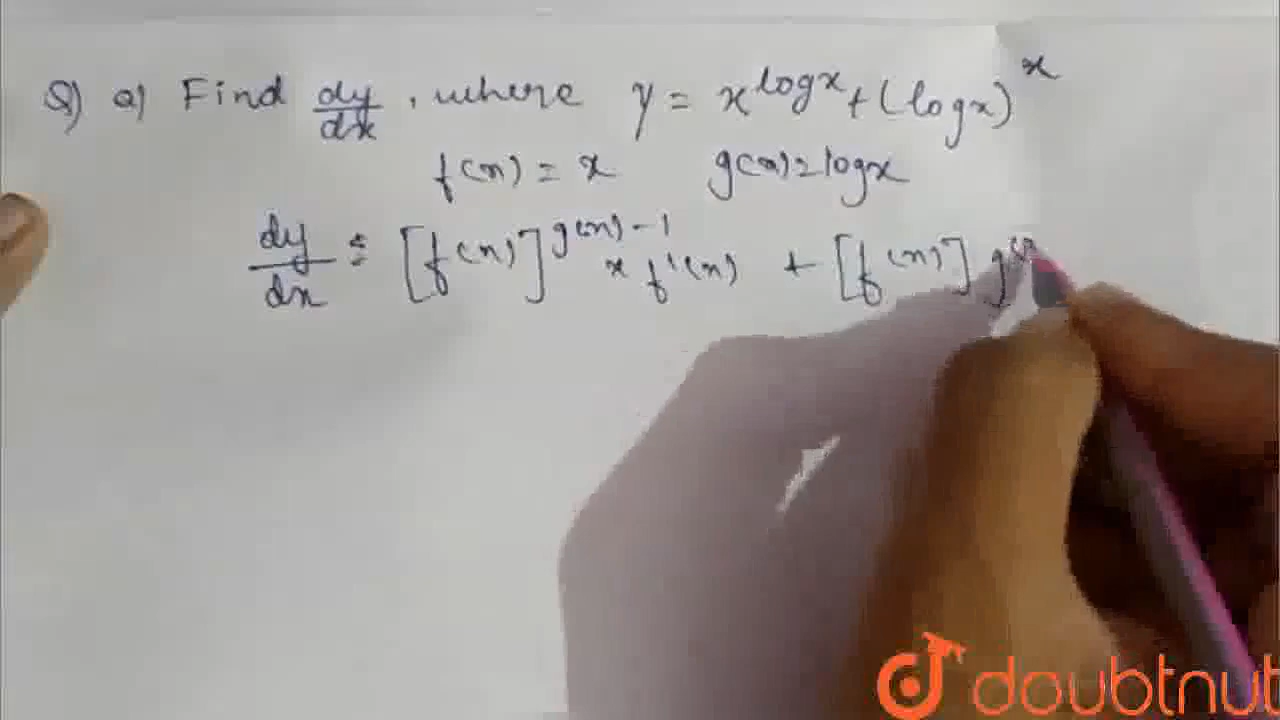 Q) a) Find dy/dx , where y = x^logx + (logx)^x
f(x) = x g(x) = logx
dy/dx = [f(x)]^g(x)-1 x f'(x) + [f(x)] g(x
doubtnut